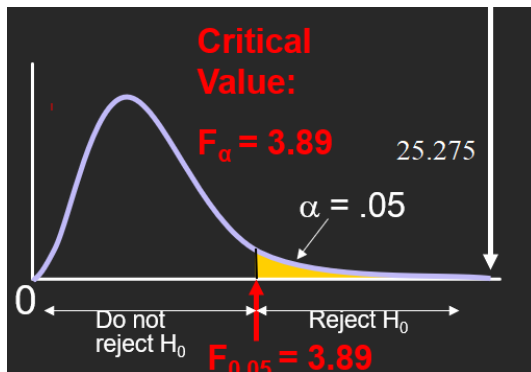 Critical
Value:
Fα = 3.89
25.275
α = .05
0
Do not
reject H0
Reject H0
F0.05 = 3.89